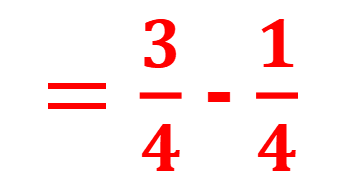 = 3/4 - 1/4